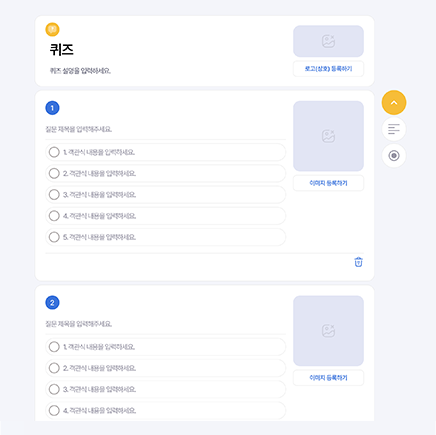 퀴즈
퀴즈 설명을 입력하세요.
로고(상호) 등록하기
1
질문 제목을 입력해주세요.
1. 객관식 내용을 입력하세요.
2. 객관식 내용을 입력하세요.
3. 객관식 내용을 입력하세요.
4. 객관식 내용을 입력하세요.
5. 객관식 내용을 입력하세요.
이미지 등록하기
2
질문 제목을 입력해주세요.
1. 객관식 내용을 입력하세요.
2. 객관식 내용을 입력하세요.
3. 객관식 내용을 입력하세요.
4. 객관식 내용을 입력하세요.
이미지 등록하기